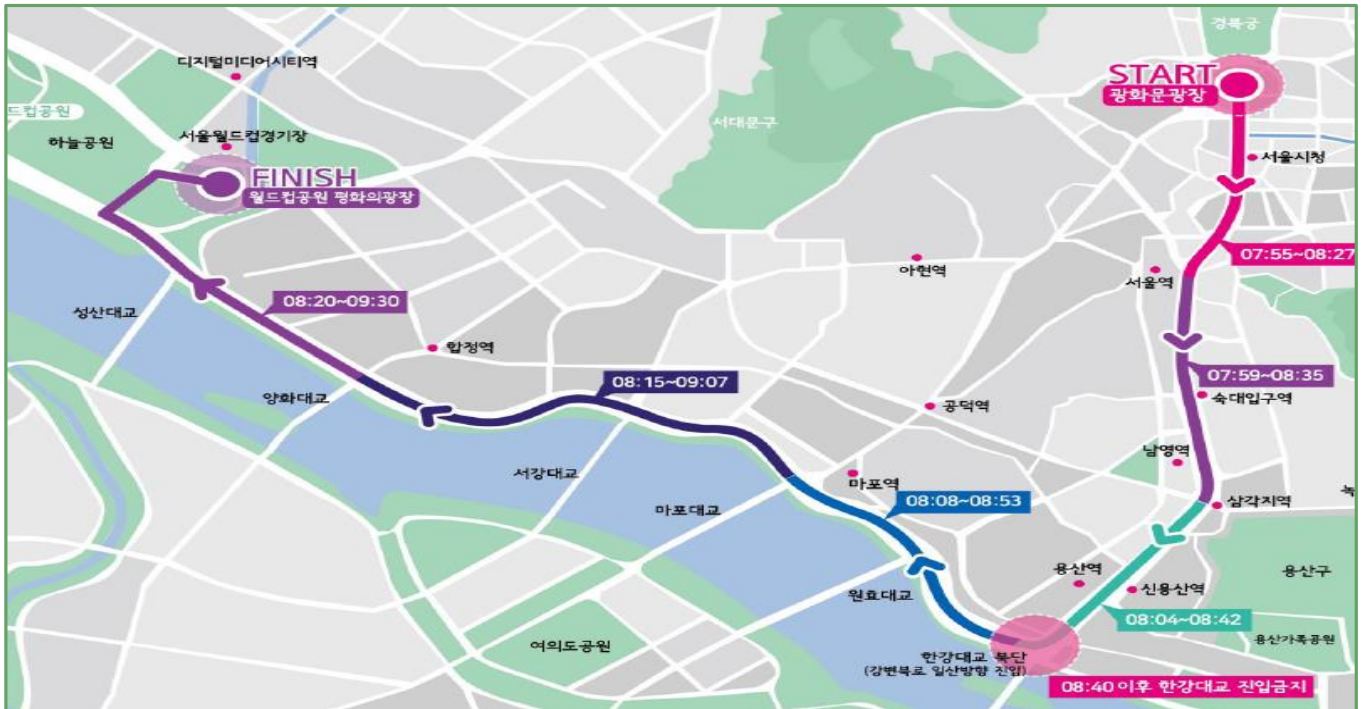 경복궁
START
광화문광장
디지털미디어시티역
드컵공원
서대문구
하늘공원
서울월드컵경기장
서울시청
FINISH
월드컵공원 평화의광장
07:55~08:27
아현역
서울역
08:20~09:30
성산대교
합정역
08:15~09:07
07:59~08:35
양화대교
공덕역
숙대입구역
남영역
서강대교
마포역
08:08~08:53
삼각지역
녹
마포대교
용산역
신용산역
용산구
원효대교
08:04~08:42
여의도공원
한강대교 북단
(강변북로 일산방향 진입)
용산가족공원
08:40 이후 한강대교 진입금지